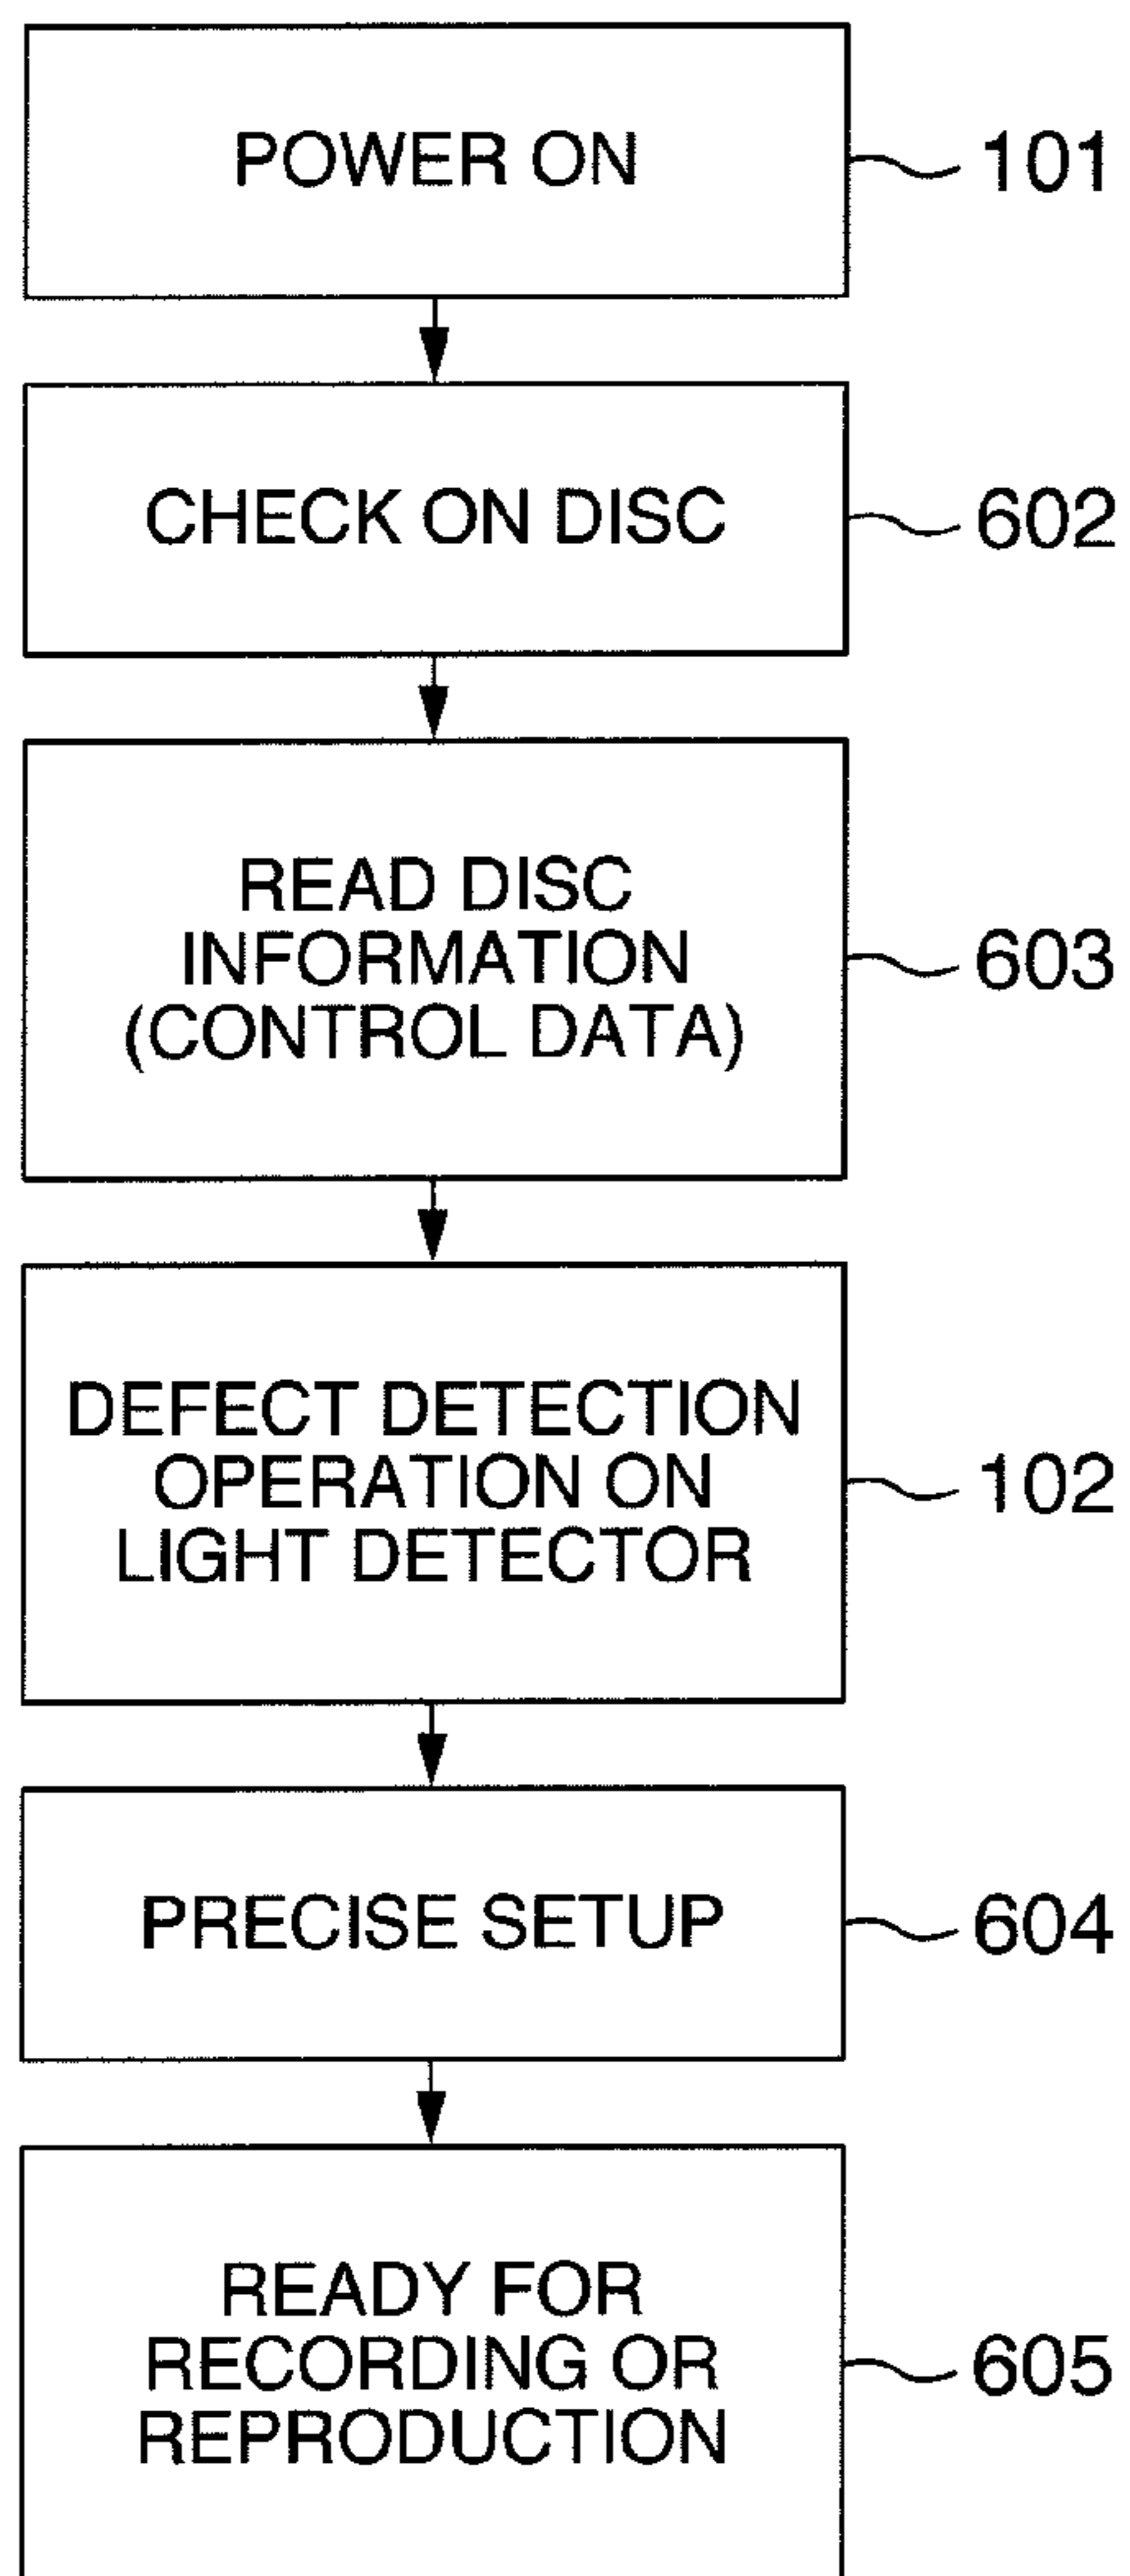 POWER ON
101
CHECK ON DISC
602
READ DISC
INFORMATION
(CONTROL DATA)
603
DEFECT DETECTION
OPERATION ON
LIGHT DETECTOR
102
PRECISE SETUP
604
READY FOR
RECORDING OR
REPRODUCTION
605